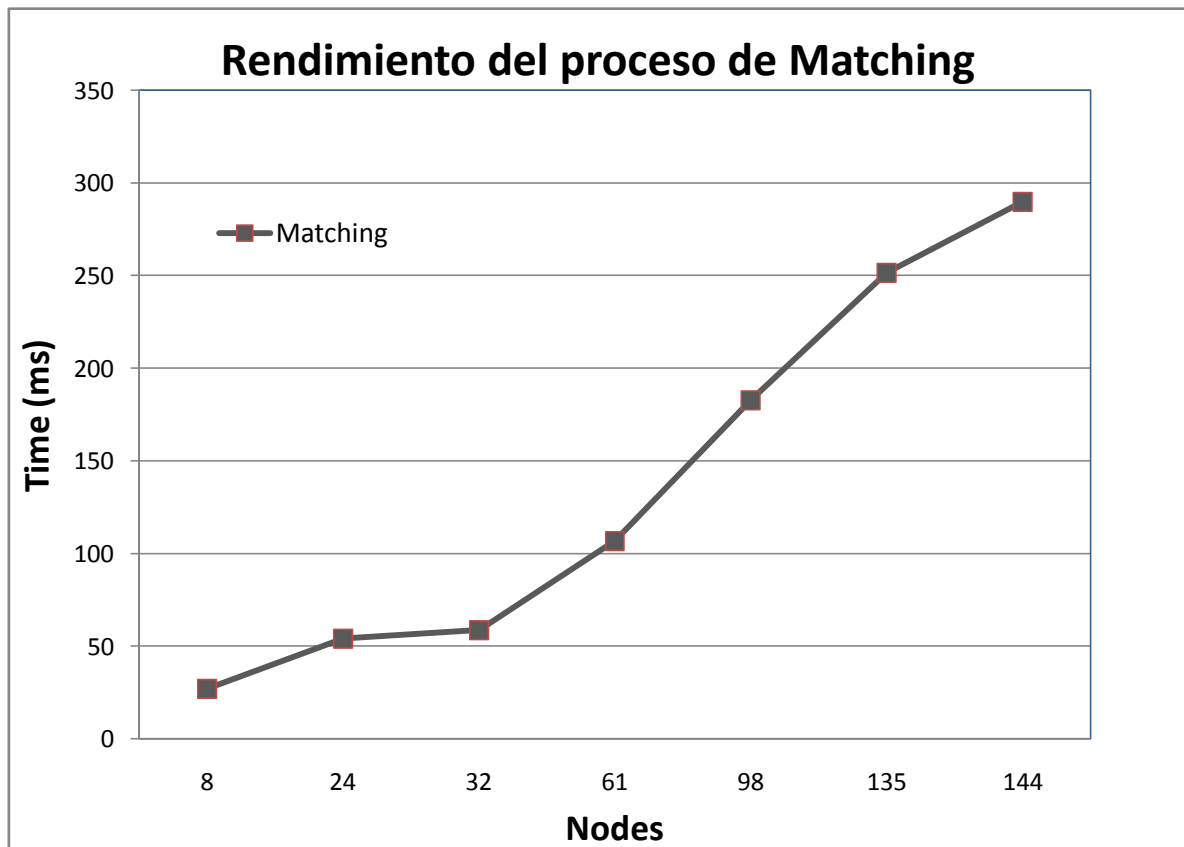 Rendimiento del proceso de Matching
350
300
250
200
150
100
50
0
Time (ms)
Matching
8 24 32 61 98 135 144
Nodes